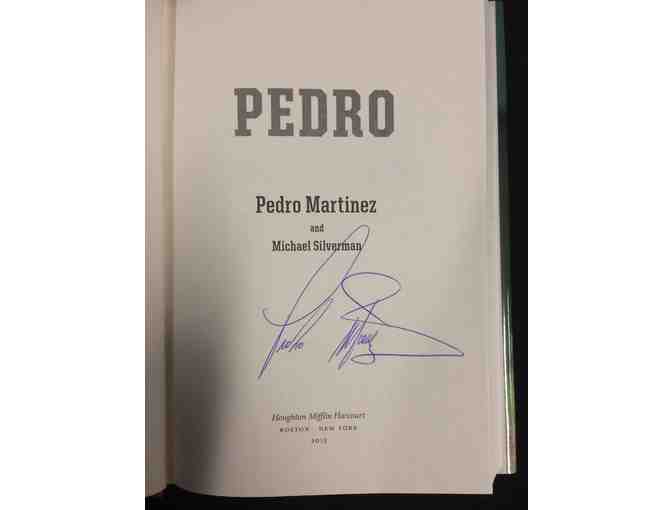 PEDRO
Pedro Martinez
and
Michael Silverman
Houghton Mifflin Harcourt
BOSTON NEW YORK
2015